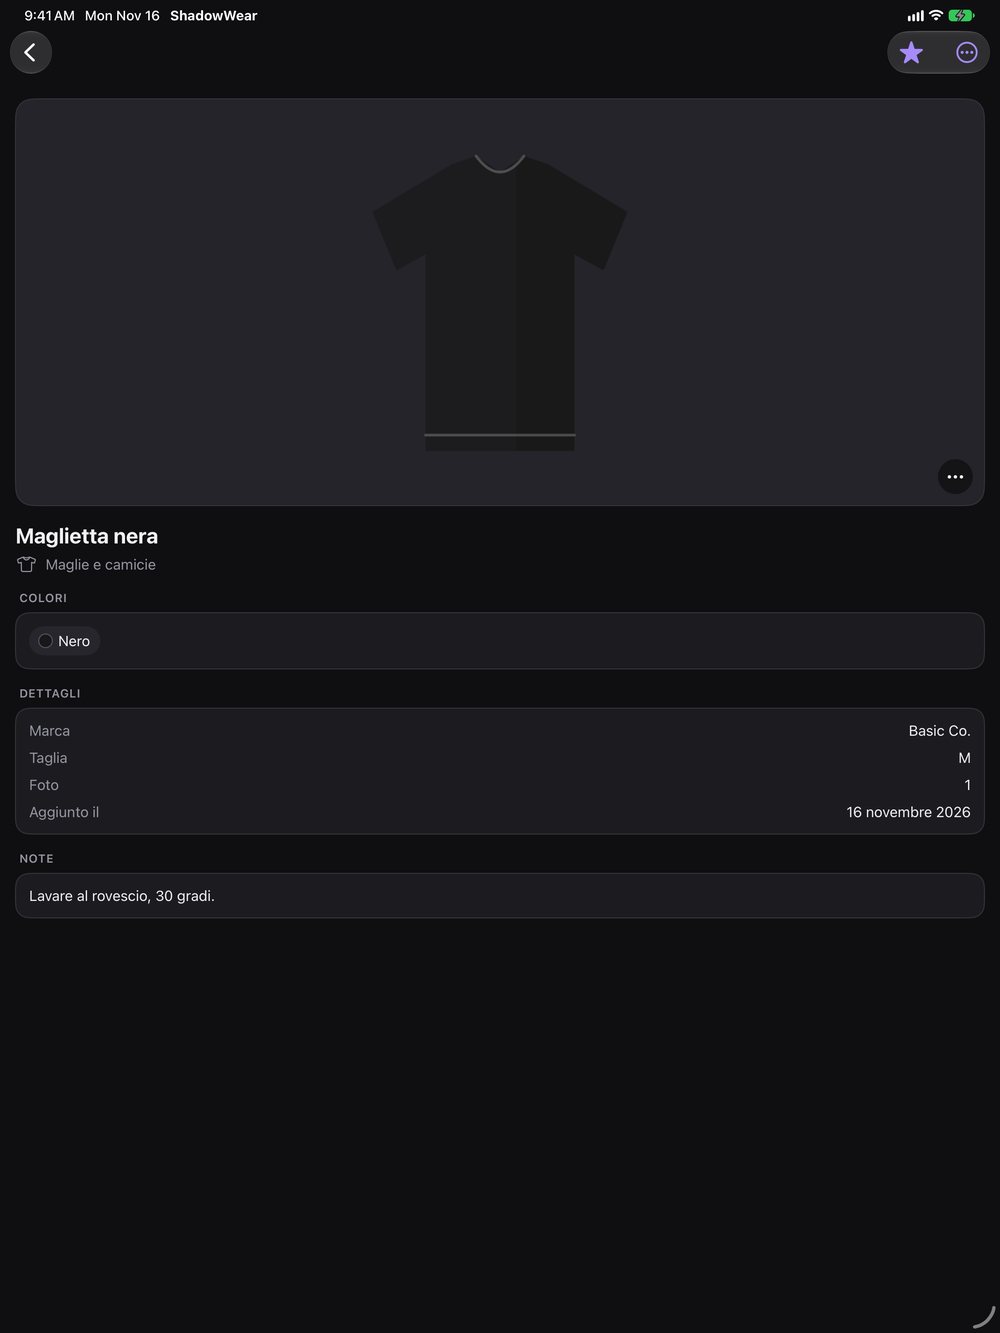 9:41 AM Mon Nov 16 ShadowWear
Maglietta nera
Maglie e camicie
COLORI
Nero
DETTAGLI
Marca Basic Co.
Taglia M
Foto 1
Aggiunto il 16 novembre 2026
NOTE
Lavare al rovescio, 30 gradi.